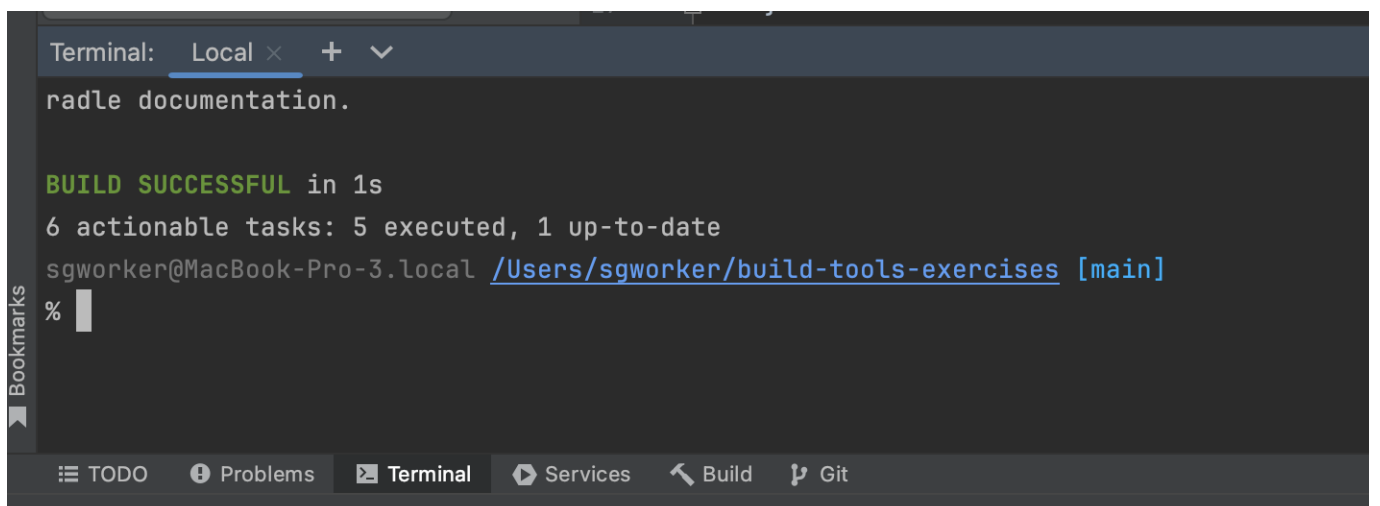 Terminal: Local × + 
radle documentation.
BUILD SUCCESSFUL in 1s
6 actionable tasks: 5 executed, 1 up-to-date
sgworker@MacBook-Pro-3.local /Users/sgworker/build-tools-exercises [main]
%
Bookmarks
TODO Problems Terminal Services Build Git